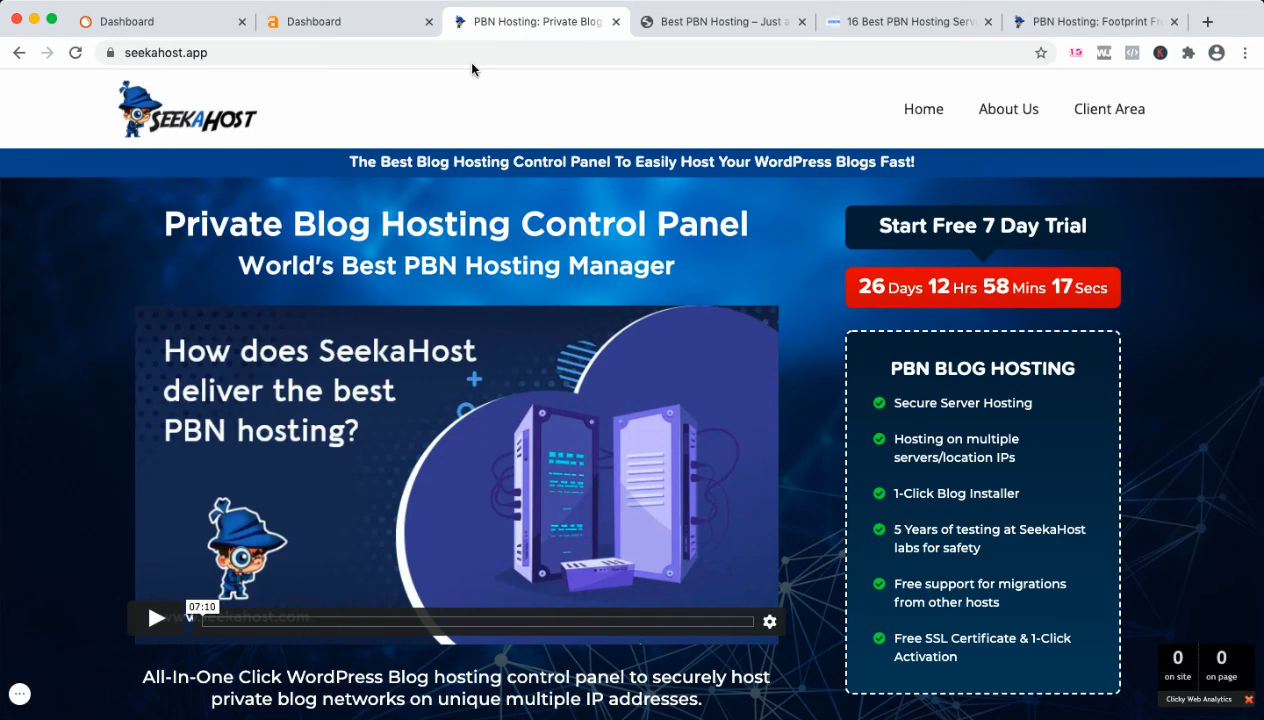 Dashboard
Dashboard
PBN Hosting: Private Blog
Best PBN Hosting – Just a
16 Best PBN Hosting Serv
PBN Hosting: Footprint Fr
seekahost.app
SEEKAHOST
Home
About Us
Client Area
The Best Blog Hosting Control Panel To Easily Host Your WordPress Blogs Fast!
Private Blog Hosting Control Panel
World's Best PBN Hosting Manager
How does SeekaHost
deliver the best
PBN hosting?
07:10
www.seekahost.com
All-In-One Click WordPress Blog hosting control panel to securely host
private blog networks on unique multiple IP addresses.
Start Free 7 Day Trial
26 Days 12 Hrs 58 Mins 17 Secs
PBN BLOG HOSTING
Secure Server Hosting
Hosting on multiple
servers/location IPs
1-Click Blog Installer
5 Years of testing at SeekaHost
labs for safety
Free support for migrations
from other hosts
Free SSL Certificate & 1-Click
Activation
0 0
on site on page
Clicky Web Analytics